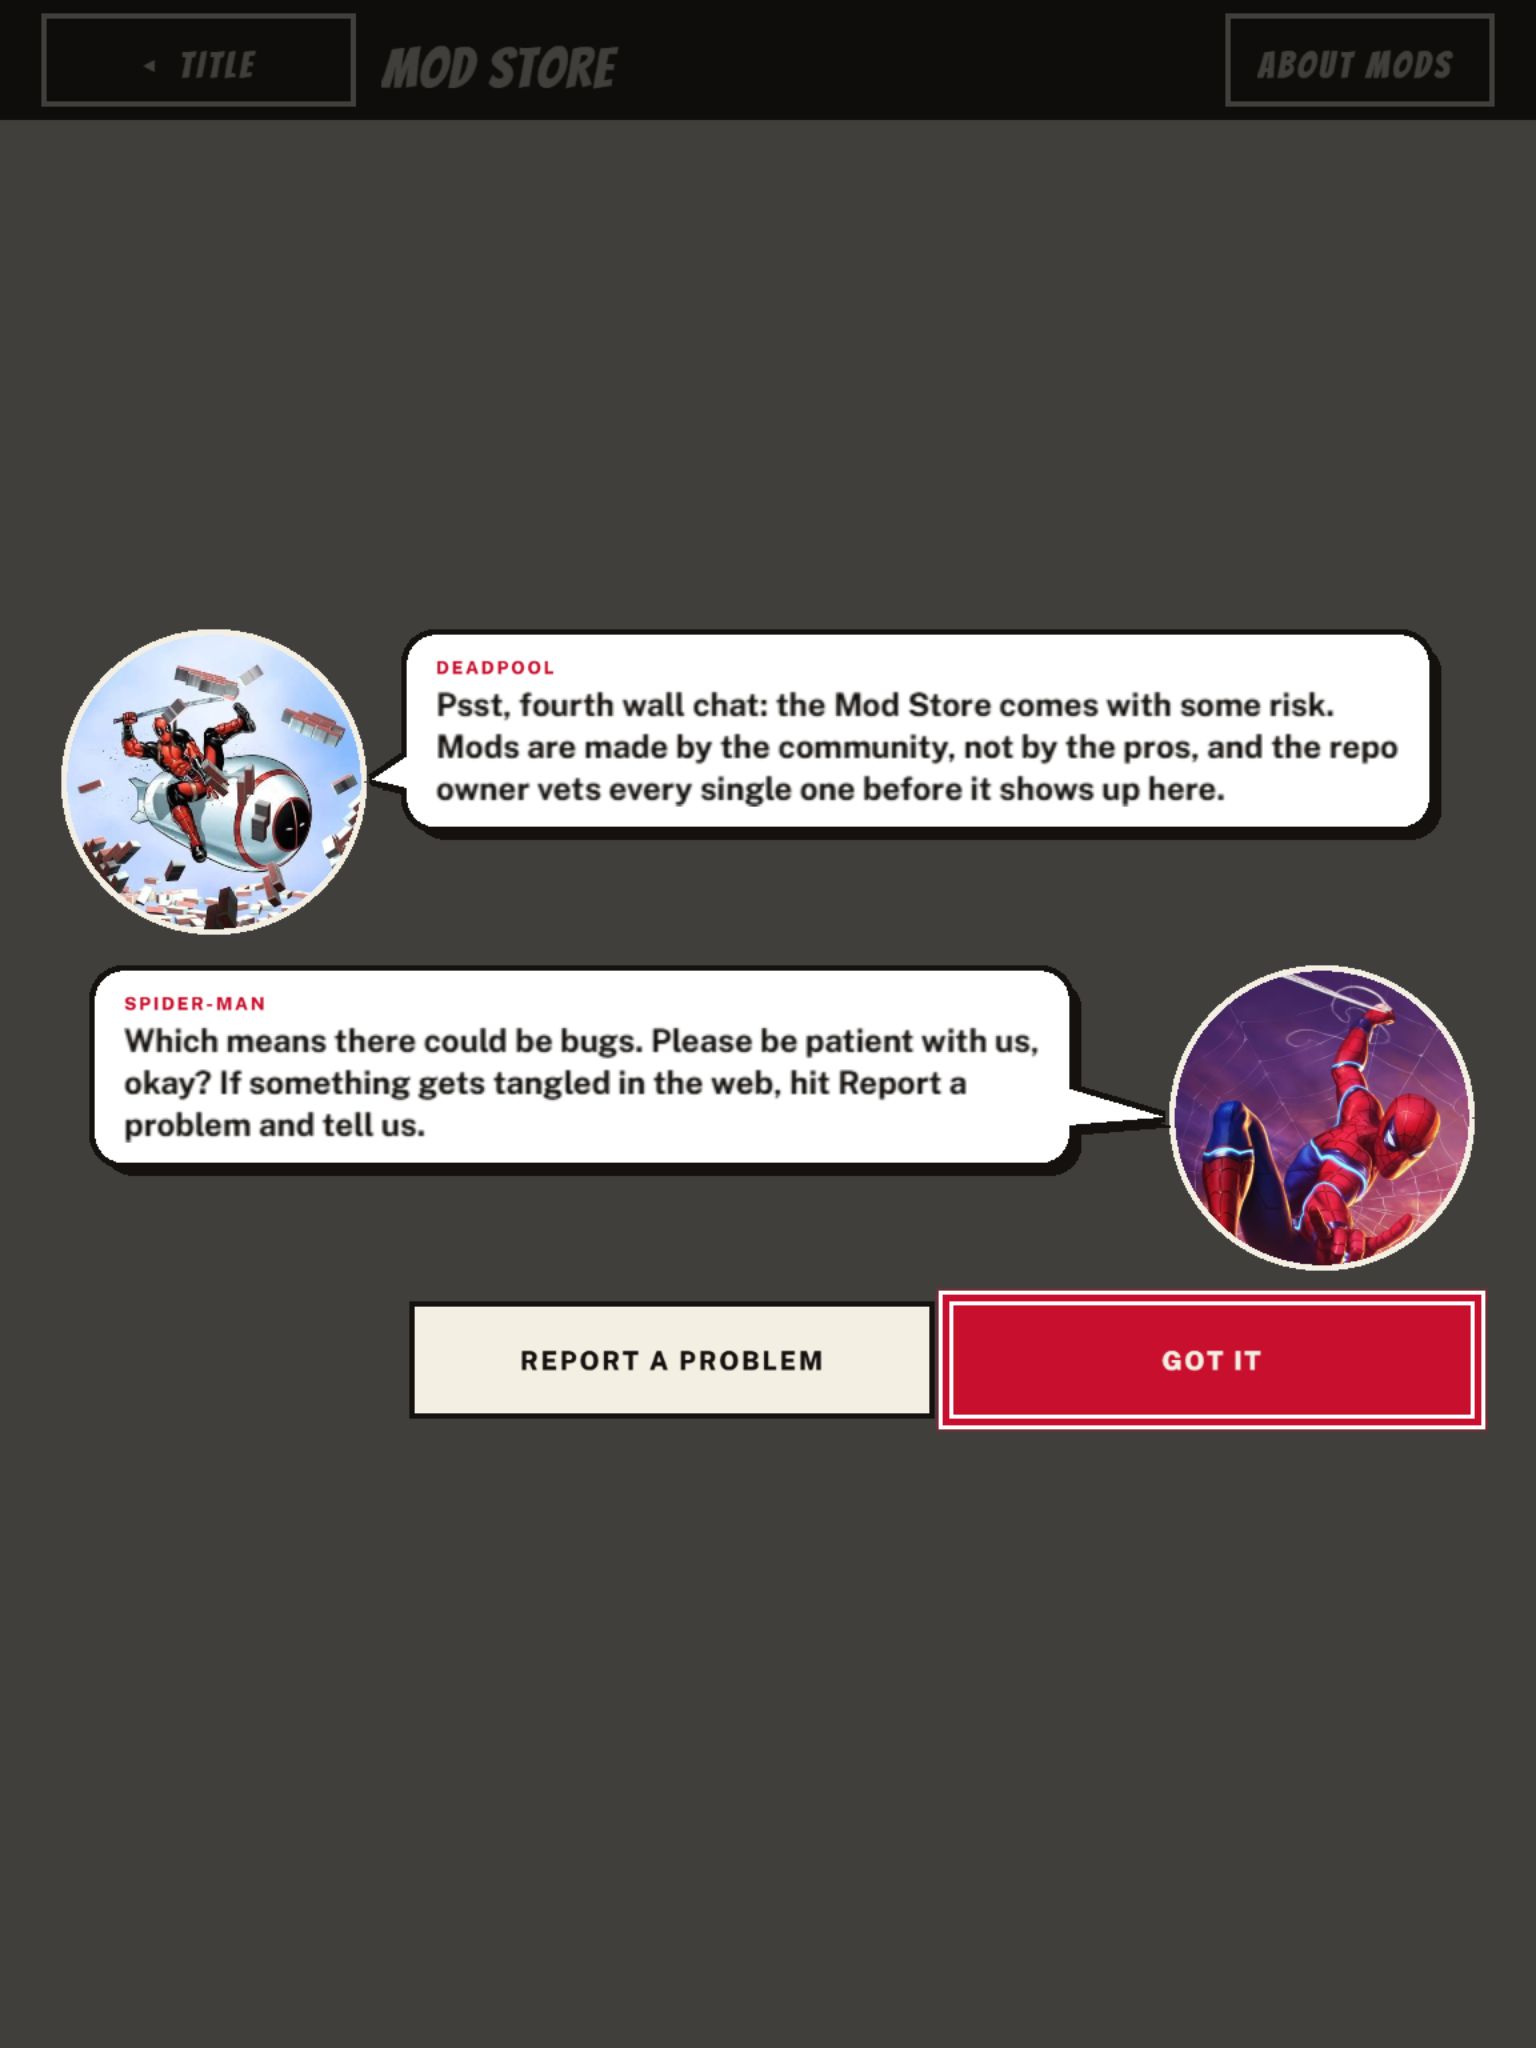 ◄ TITLE
MOD STORE
ABOUT MODS
DEADPOOL
Psst, fourth wall chat: the Mod Store comes with some risk.
Mods are made by the community, not by the pros, and the repo
owner vets every single one before it shows up here.
SPIDER-MAN
Which means there could be bugs. Please be patient with us,
okay? If something gets tangled in the web, hit Report a
problem and tell us.
REPORT A PROBLEM
GOT IT